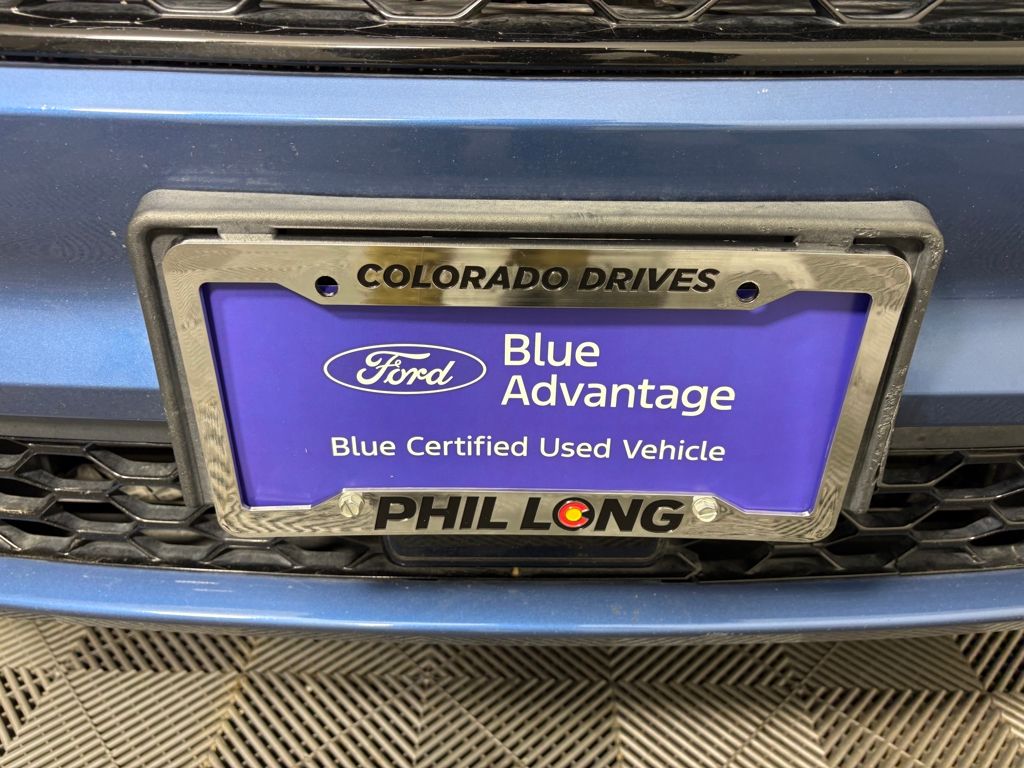 COLORADO DRIVES
Ford
Blue
Advantage
Blue Certified Used Vehicle
PHIL LONG